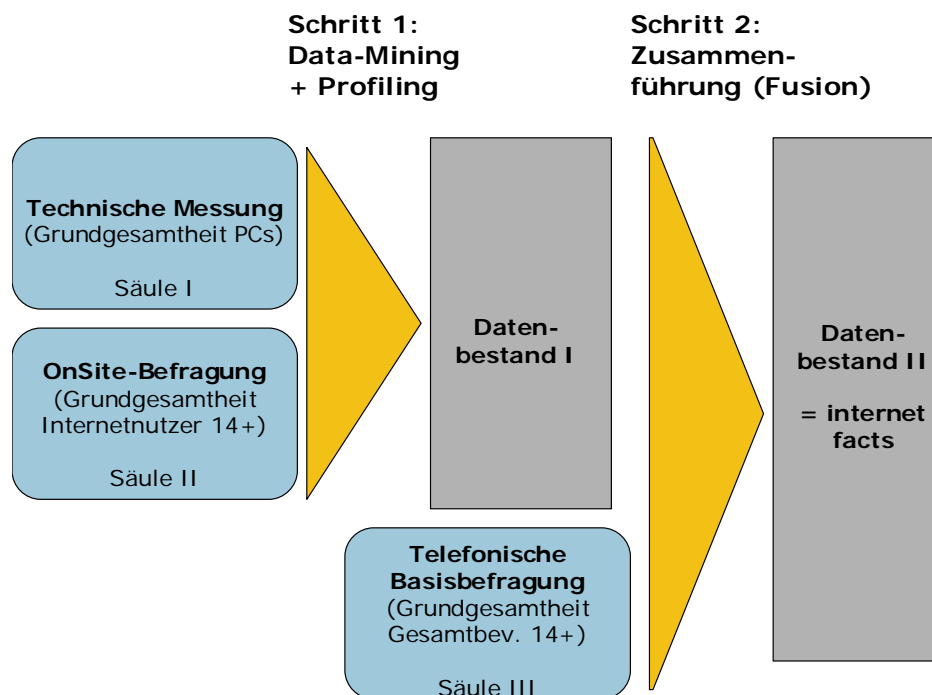 Schritt 1:
Data-Mining
+ Profiling
Schritt 2:
Zusammen-
führung (Fusion)
Technische Messung
(Grundgesamtheit PCs)
Säule I
OnSite-Befragung
(Grundgesamtheit
Internetnutzer 14+)
Säule II
Daten-
bestand I
Telefonische
Basisbefragung
(Grundgesamtheit
Gesamtbev. 14+)
Säule III
Daten-
bestand II
= internet
facts